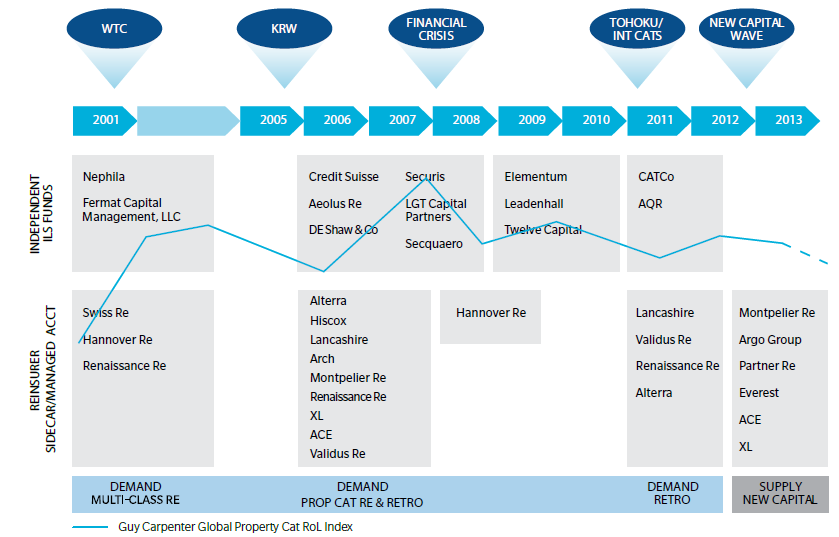 WTC
KRW
FINANCIAL
CRISIS
TOHOKU/
INT CATS
NEW CAPITAL
WAVE
2001
2005
2006
2007
2008
2009
2010
2011
2012
2013
INDEPENDENT
ILS FUNDS
Nephila
Fermat Capital
Management, LLC
Credit Suisse
Aeolus Re
DE Shaw & Co
Securis
LGT Capital
Partners
Secquaero
Elementum
Leadenhall
Twelve Capital
CATCo
AQR
REINSURER
SIDECAR/MANAGED ACCT
Swiss Re
Hannover Re
Renaissance Re
Alterra
Hiscox
Lancashire
Arch
Montpelier Re
Renaissance Re
XL
ACE
Validus Re
Hannover Re
Lancashire
Validus Re
Renaissance Re
Alterra
Montpelier Re
Argo Group
Partner Re
Everest
ACE
XL
DEMAND
MULTI-CLASS RE
DEMAND
PROP CAT RE & RETRO
DEMAND
RETRO
SUPPLY
NEW CAPITAL
Guy Carpenter Global Property Cat RoL Index